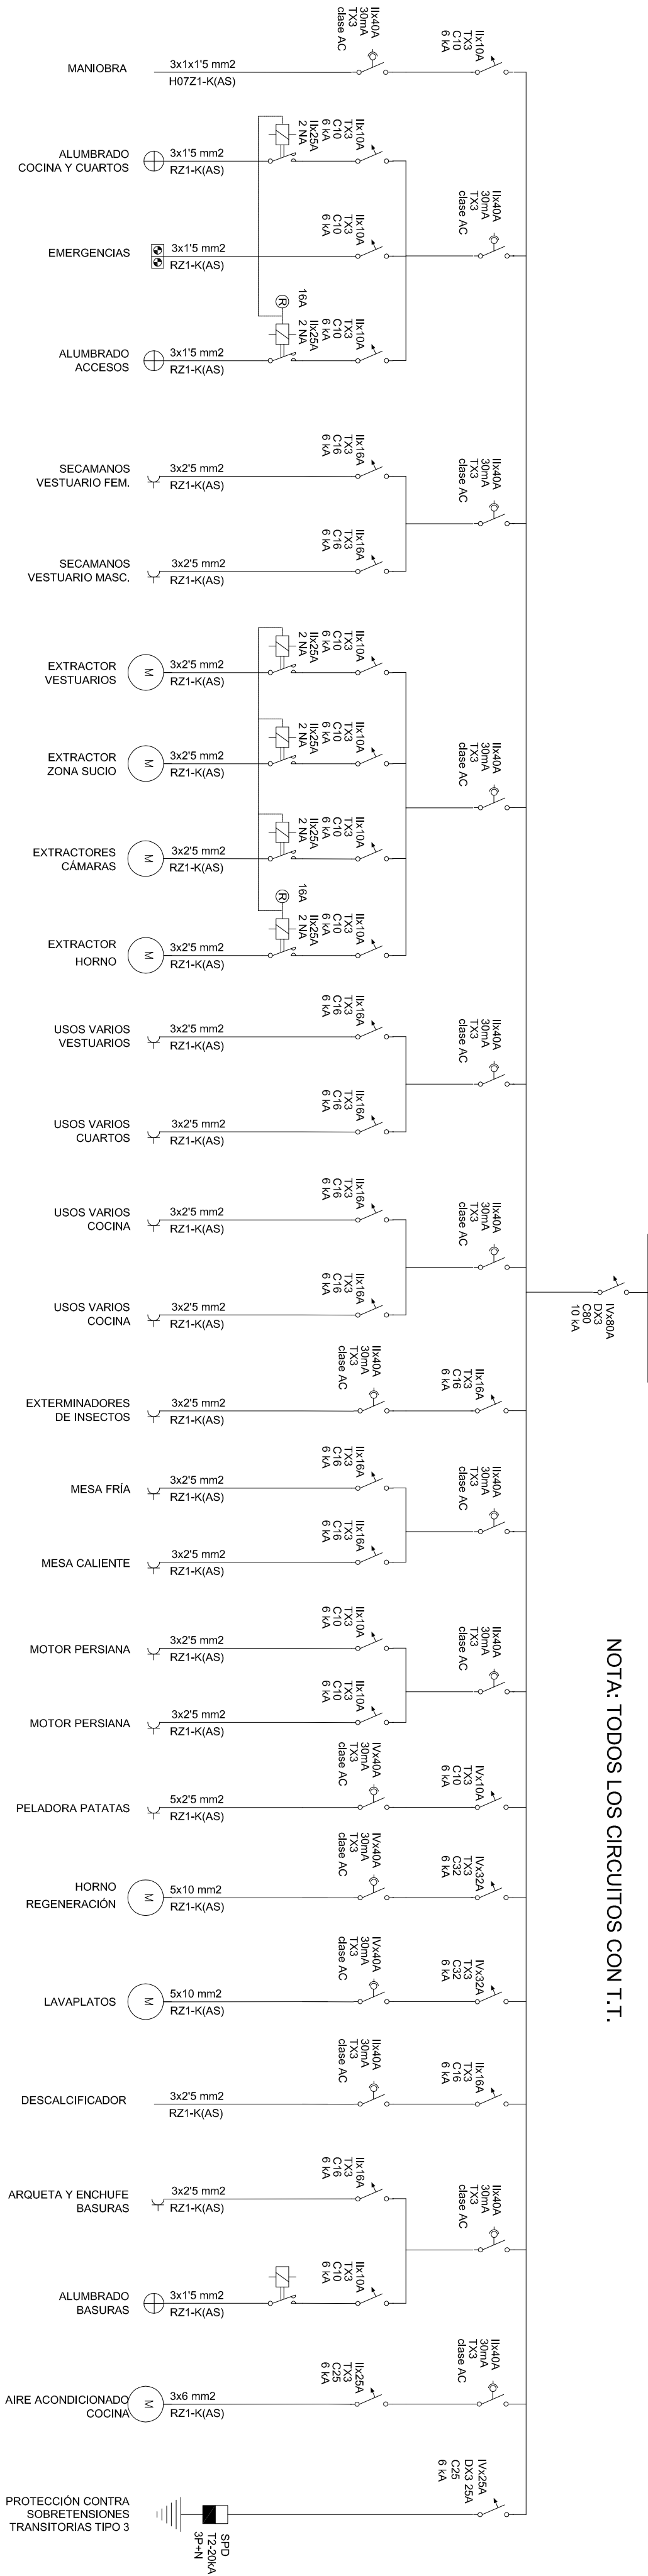 IIx40A
30mA
TX3
clase AC
IIx10A
TX3
C10
6 kA
MANIOBRA
3x1x1'5 mm2
H07Z1-K(AS)
IIx25A
2 NA
IIx10A
TX3
C10
6 kA
IIx40A
30mA
TX3
clase AC
ALUMBRADO
COCINA Y CUARTOS
3x1'5 mm2
RZ1-K(AS)
IIx10A
TX3
C10
6 kA
EMERGENCIAS
3x1'5 mm2
RZ1-K(AS)
16A
R
IIx25A
2 NA
IIx10A
TX3
C10
6 kA
ALUMBRADO
ACCESOS
3x1'5 mm2
RZ1-K(AS)
IIx16A
TX3
C16
6 kA
IIx40A
30mA
TX3
clase AC
SECAMANOS
VESTUARIO FEM.
3x2'5 mm2
RZ1-K(AS)
IIx16A
TX3
C16
6 kA
SECAMANOS
VESTUARIO MASC.
3x2'5 mm2
RZ1-K(AS)
IIx25A
2 NA
IIx10A
TX3
C10
6 kA
EXTRACTOR
VESTUARIOS
M
3x2'5 mm2
RZ1-K(AS)
IIx25A
2 NA
IIx10A
TX3
C10
6 kA
IIx40A
30mA
TX3
clase AC
EXTRACTOR
ZONA SUCIO
M
3x2'5 mm2
RZ1-K(AS)
IIx25A
2 NA
IIx10A
TX3
C10
6 kA
EXTRACTORES
CÁMARAS
M
3x2'5 mm2
RZ1-K(AS)
16A
R
IIx25A
2 NA
IIx10A
TX3
C10
6 kA
EXTRACTOR
HORNO
M
3x2'5 mm2
RZ1-K(AS)
IIx16A
TX3
C16
6 kA
IIx40A
30mA
TX3
clase AC
USOS VARIOS
VESTUARIOS
3x2'5 mm2
RZ1-K(AS)
IIx16A
TX3
C16
6 kA
USOS VARIOS
CUARTOS
3x2'5 mm2
RZ1-K(AS)
IIx16A
TX3
C16
6 kA
IIx40A
30mA
TX3
clase AC
USOS VARIOS
COCINA
3x2'5 mm2
RZ1-K(AS)
IIx16A
TX3
C16
6 kA
IVx80A
DX3
C80
10 kA
USOS VARIOS
COCINA
3x2'5 mm2
RZ1-K(AS)
IIx40A
30mA
TX3
clase AC
IIx16A
TX3
C16
6 kA
EXTERMINADORES
DE INSECTOS
3x2'5 mm2
RZ1-K(AS)
IIx16A
TX3
C16
6 kA
IIx40A
30mA
TX3
clase AC
MESA FRÍA
3x2'5 mm2
RZ1-K(AS)
IIx16A
TX3
C16
6 kA
MESA CALIENTE
3x2'5 mm2
RZ1-K(AS)
NOTA: TODOS LOS CIRCUITOS CON T.T.
IIx10A
TX3
C10
6 kA
IIx40A
30mA
TX3
clase AC
MOTOR PERSIANA
3x2'5 mm2
RZ1-K(AS)
IIx10A
TX3
C10
6 kA
MOTOR PERSIANA
3x2'5 mm2
RZ1-K(AS)
IVx40A
30mA
TX3
clase AC
IVx10A
TX3
C10
6 kA
PELADORA PATATAS
5x2'5 mm2
RZ1-K(AS)
IVx40A
30mA
TX3
clase AC
IVx32A
TX3
C32
6 kA
HORNO
REGENERACIÓN
M
5x10 mm2
RZ1-K(AS)
IVx40A
30mA
TX3
clase AC
IVx32A
TX3
C32
6 kA
LAVAPLATOS
M
5x10 mm2
RZ1-K(AS)
IIx40A
30mA
TX3
clase AC
IIx16A
TX3
C16
6 kA
DESCALCIFICADOR
3x2'5 mm2
RZ1-K(AS)
IIx16A
TX3
C16
6 kA
IIx40A
30mA
TX3
clase AC
ARQUETA Y ENCHUFE
BASURAS
3x2'5 mm2
RZ1-K(AS)
IIx10A
TX3
C10
6 kA
ALUMBRADO
BASURAS
3x1'5 mm2
RZ1-K(AS)
IIx25A
TX3
C25
6 kA
IIx40A
30mA
TX3
clase AC
AIRE ACONDICIONADO
COCINA
M
3x6 mm2
RZ1-K(AS)
IVx25A
DX3 25A
C25
6 kA
PROTECCIÓN CONTRA
SOBRETENSIONES
TRANSITORIAS TIPO 3
SPD
T2-20kA
3P+N